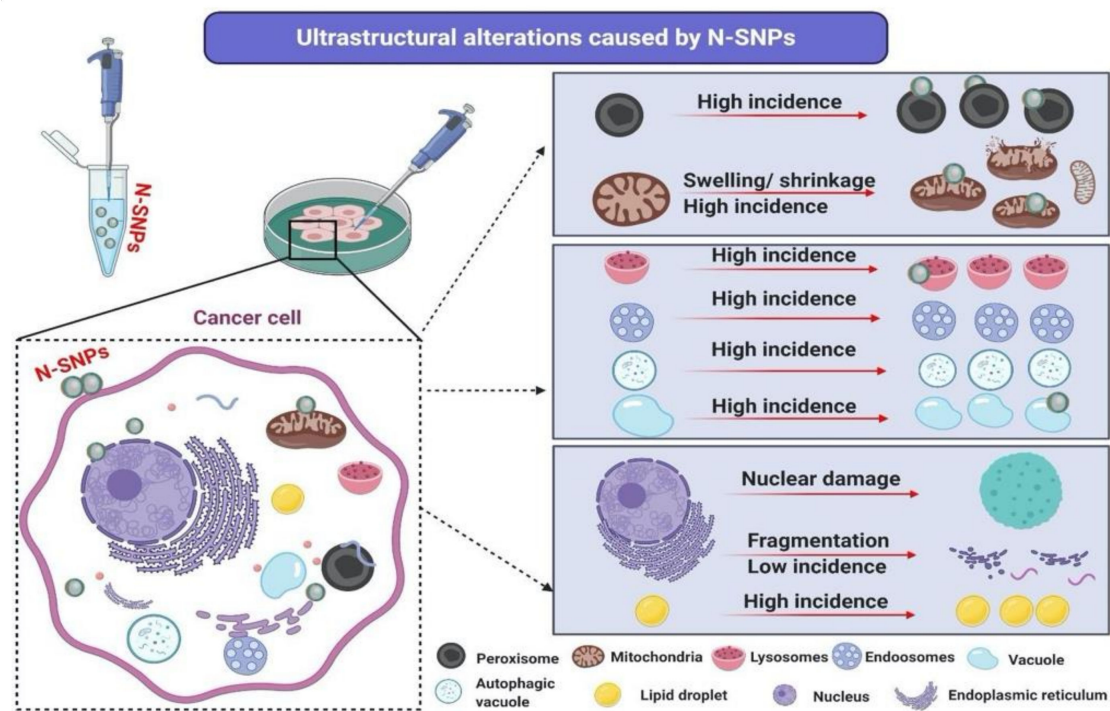 Ultrastructural alterations caused by N-SNPs
N-SNPs
Cancer cell
N-SNPs
High incidence
Swelling/ shrinkage
High incidence
High incidence
High incidence
High incidence
High incidence
Nuclear damage
Fragmentation
Low incidence
High incidence
Peroxisome
Mitochondria
Lysosomes
Endoosomes
Vacuole
Autophagic
vacuole
Lipid droplet
Nucleus
Endoplasmic reticulum